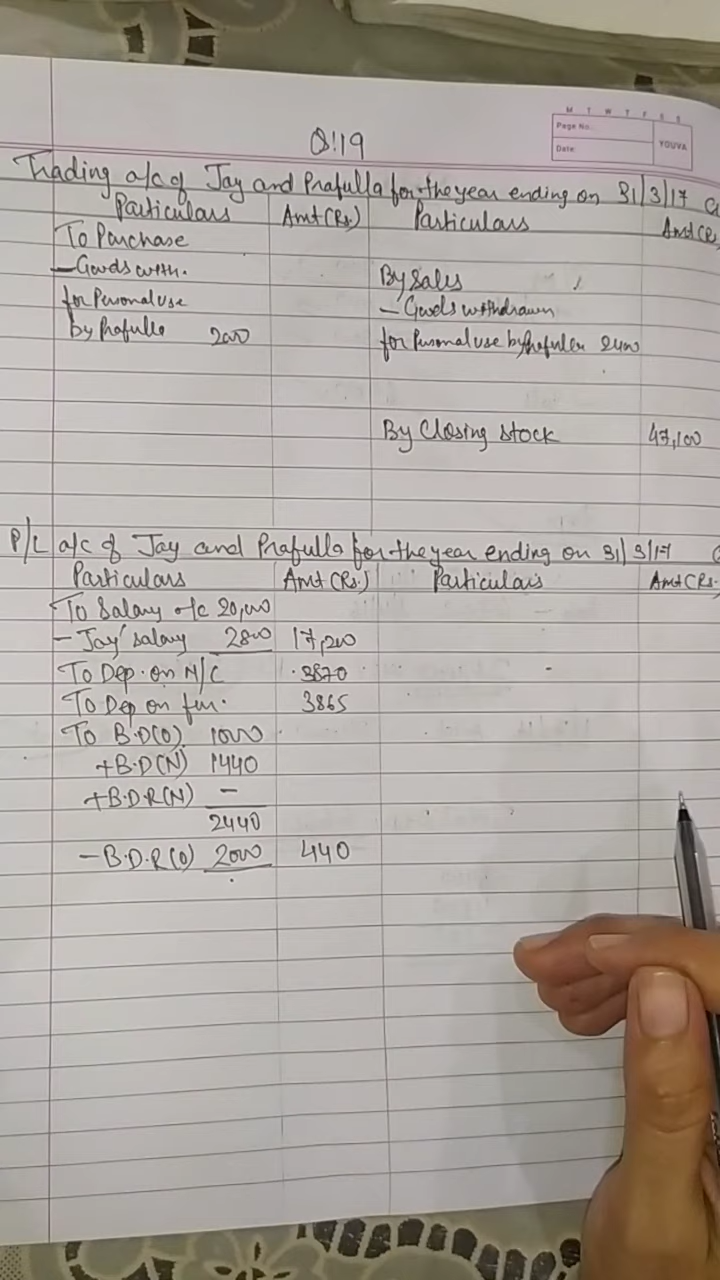 M T W T F S S
Page No.:
Date:
YOUVA
Q:19
Trading a/c of Jay and Prafulla for the year ending on 31/3/17
Particulars Amt (Rs) Particulars Amt (R
To Purchase
- Goods with. By Sales
for Personal use - Goods withdrawn
by Prafulla 2000 for Personal use by Prafulla 2400
By Closing stock 47,100
P/L a/c of Jay and Prafulla for the year ending on 31/3/17
Particulars Amt (Rs.) Particulars Amt (Rs.
To Salary a/c 20,000
- Jay' salary 2800 17,200
To Dep. on M/C 3870
To Dep on fur. 3865
To B.D(O) 1000
+B.D(N) 1440
+B.D.R(N) -
2440
- B.D.R(O) 2000 440